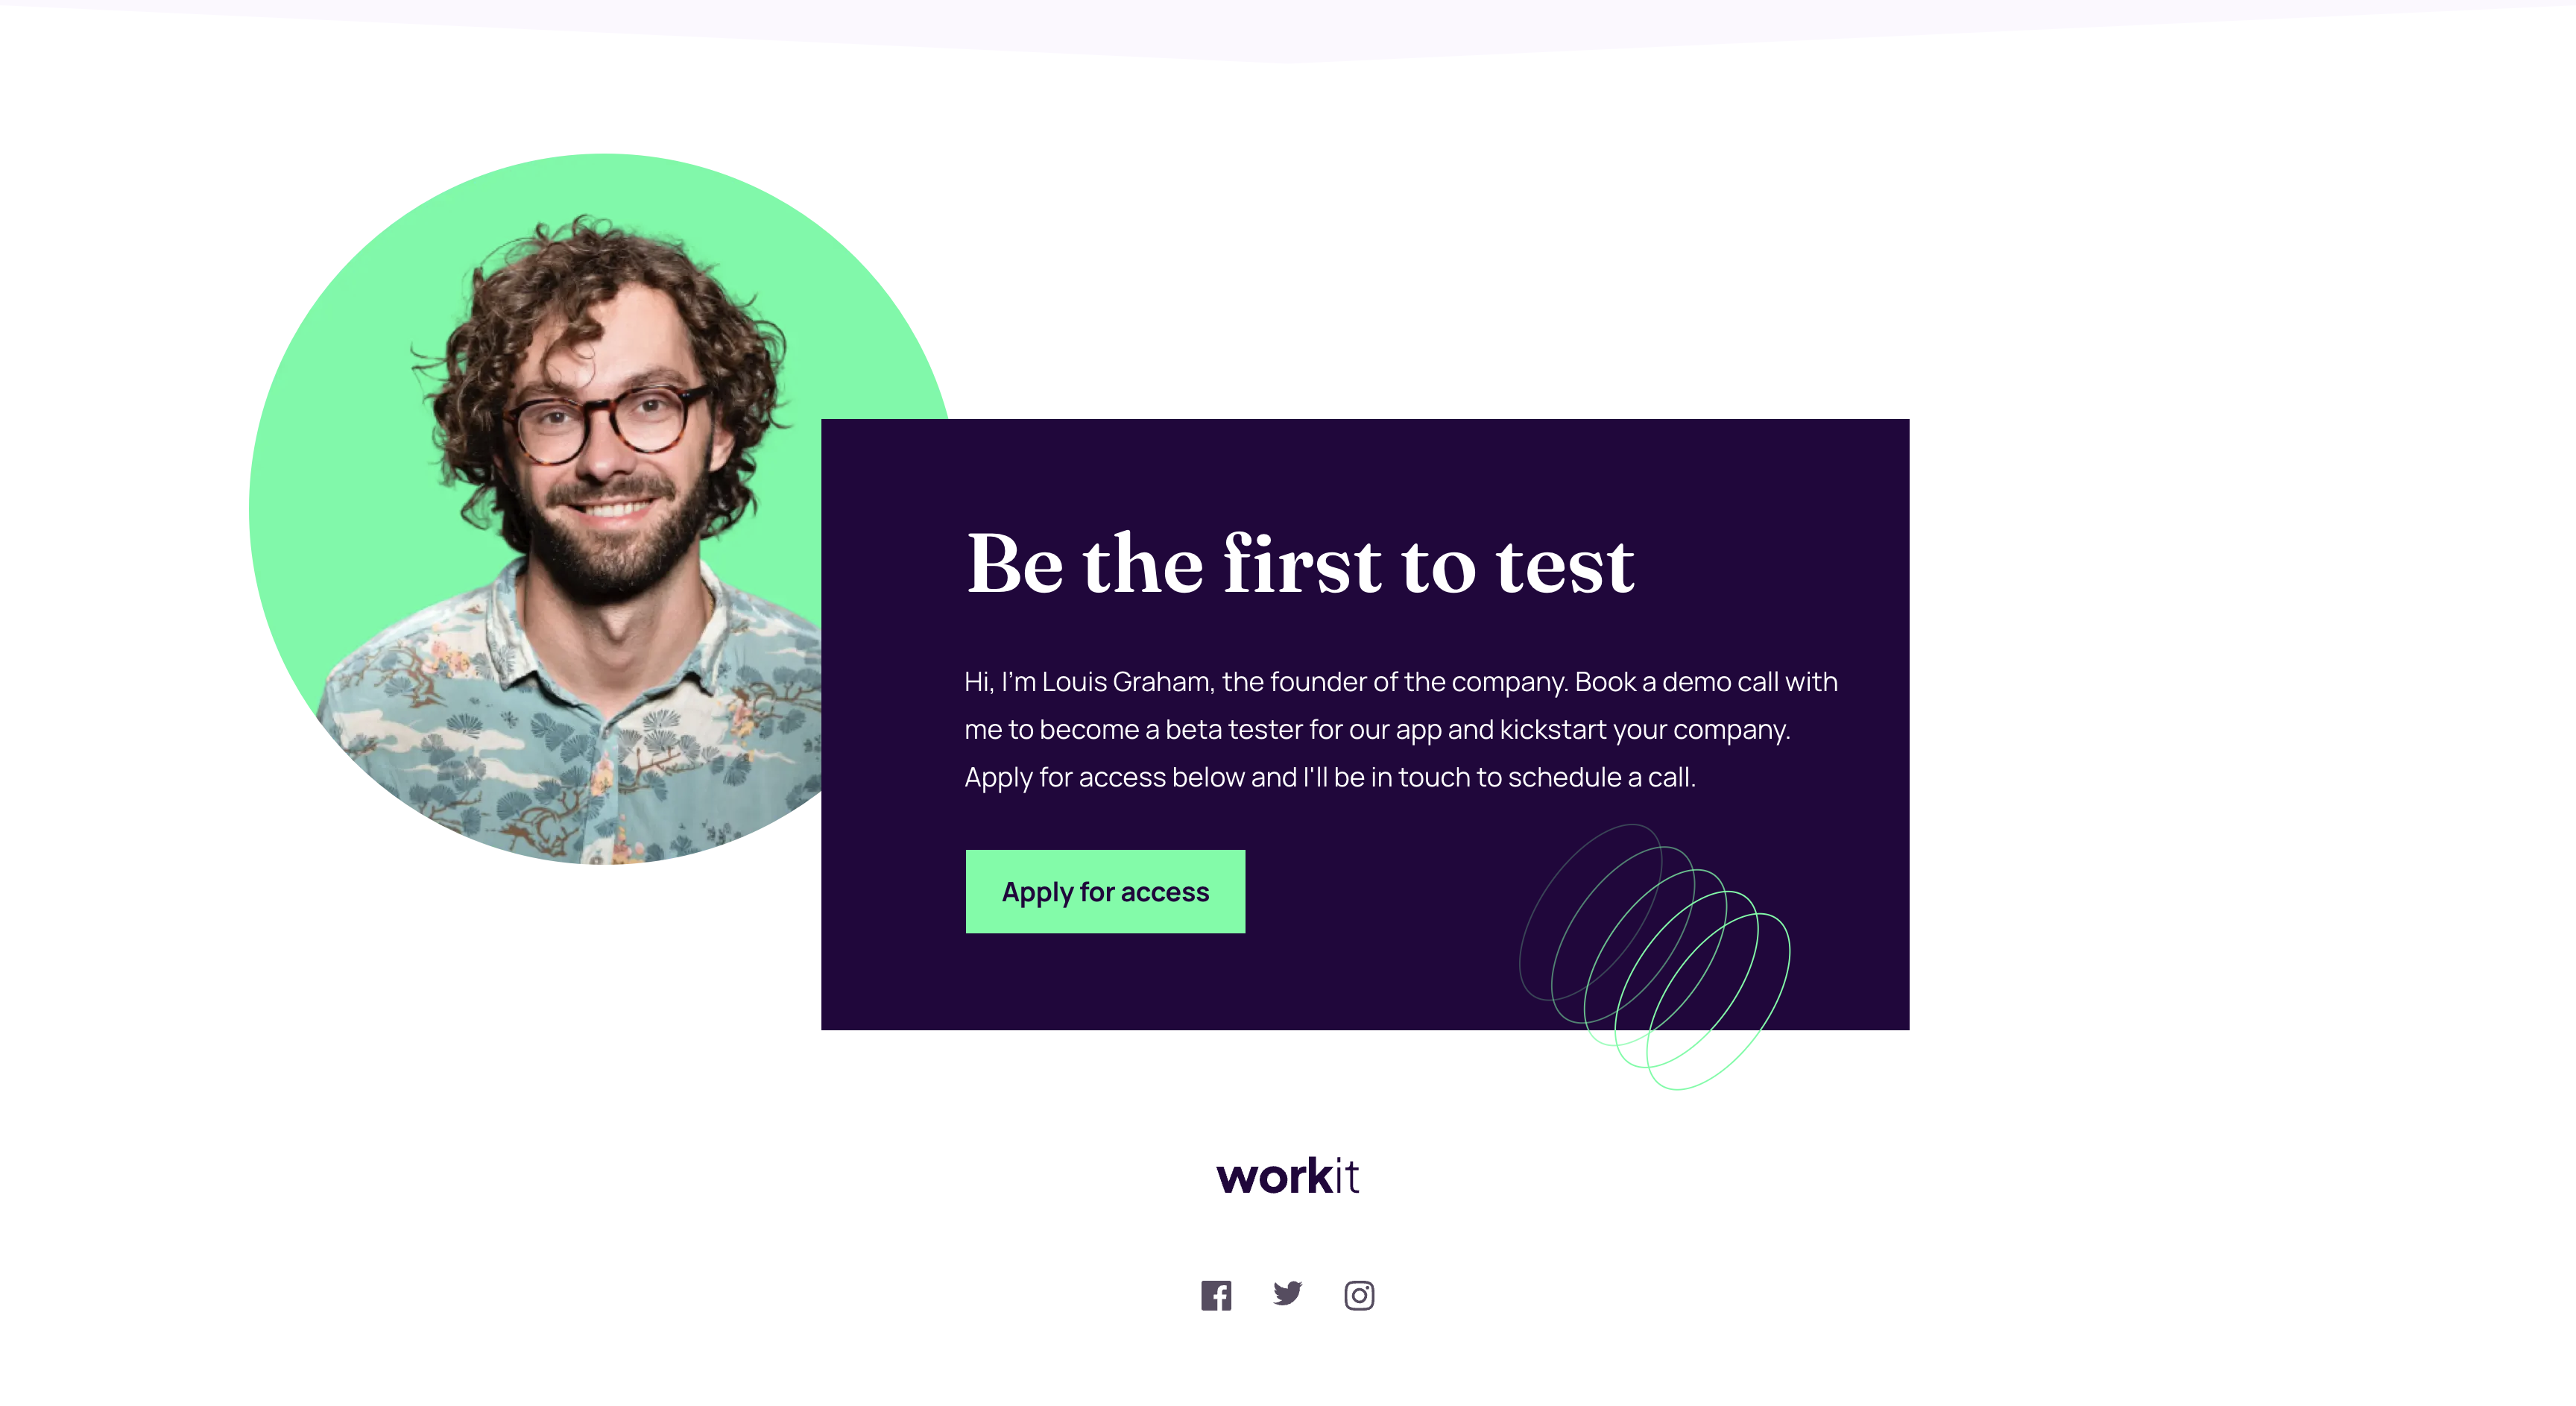 Be the first to test
Hi, I’m Louis Graham, the founder of the company. Book a demo call with
me to become a beta tester for our app and kickstart your company.
Apply for access below and I'll be in touch to schedule a call.
Apply for access
workit